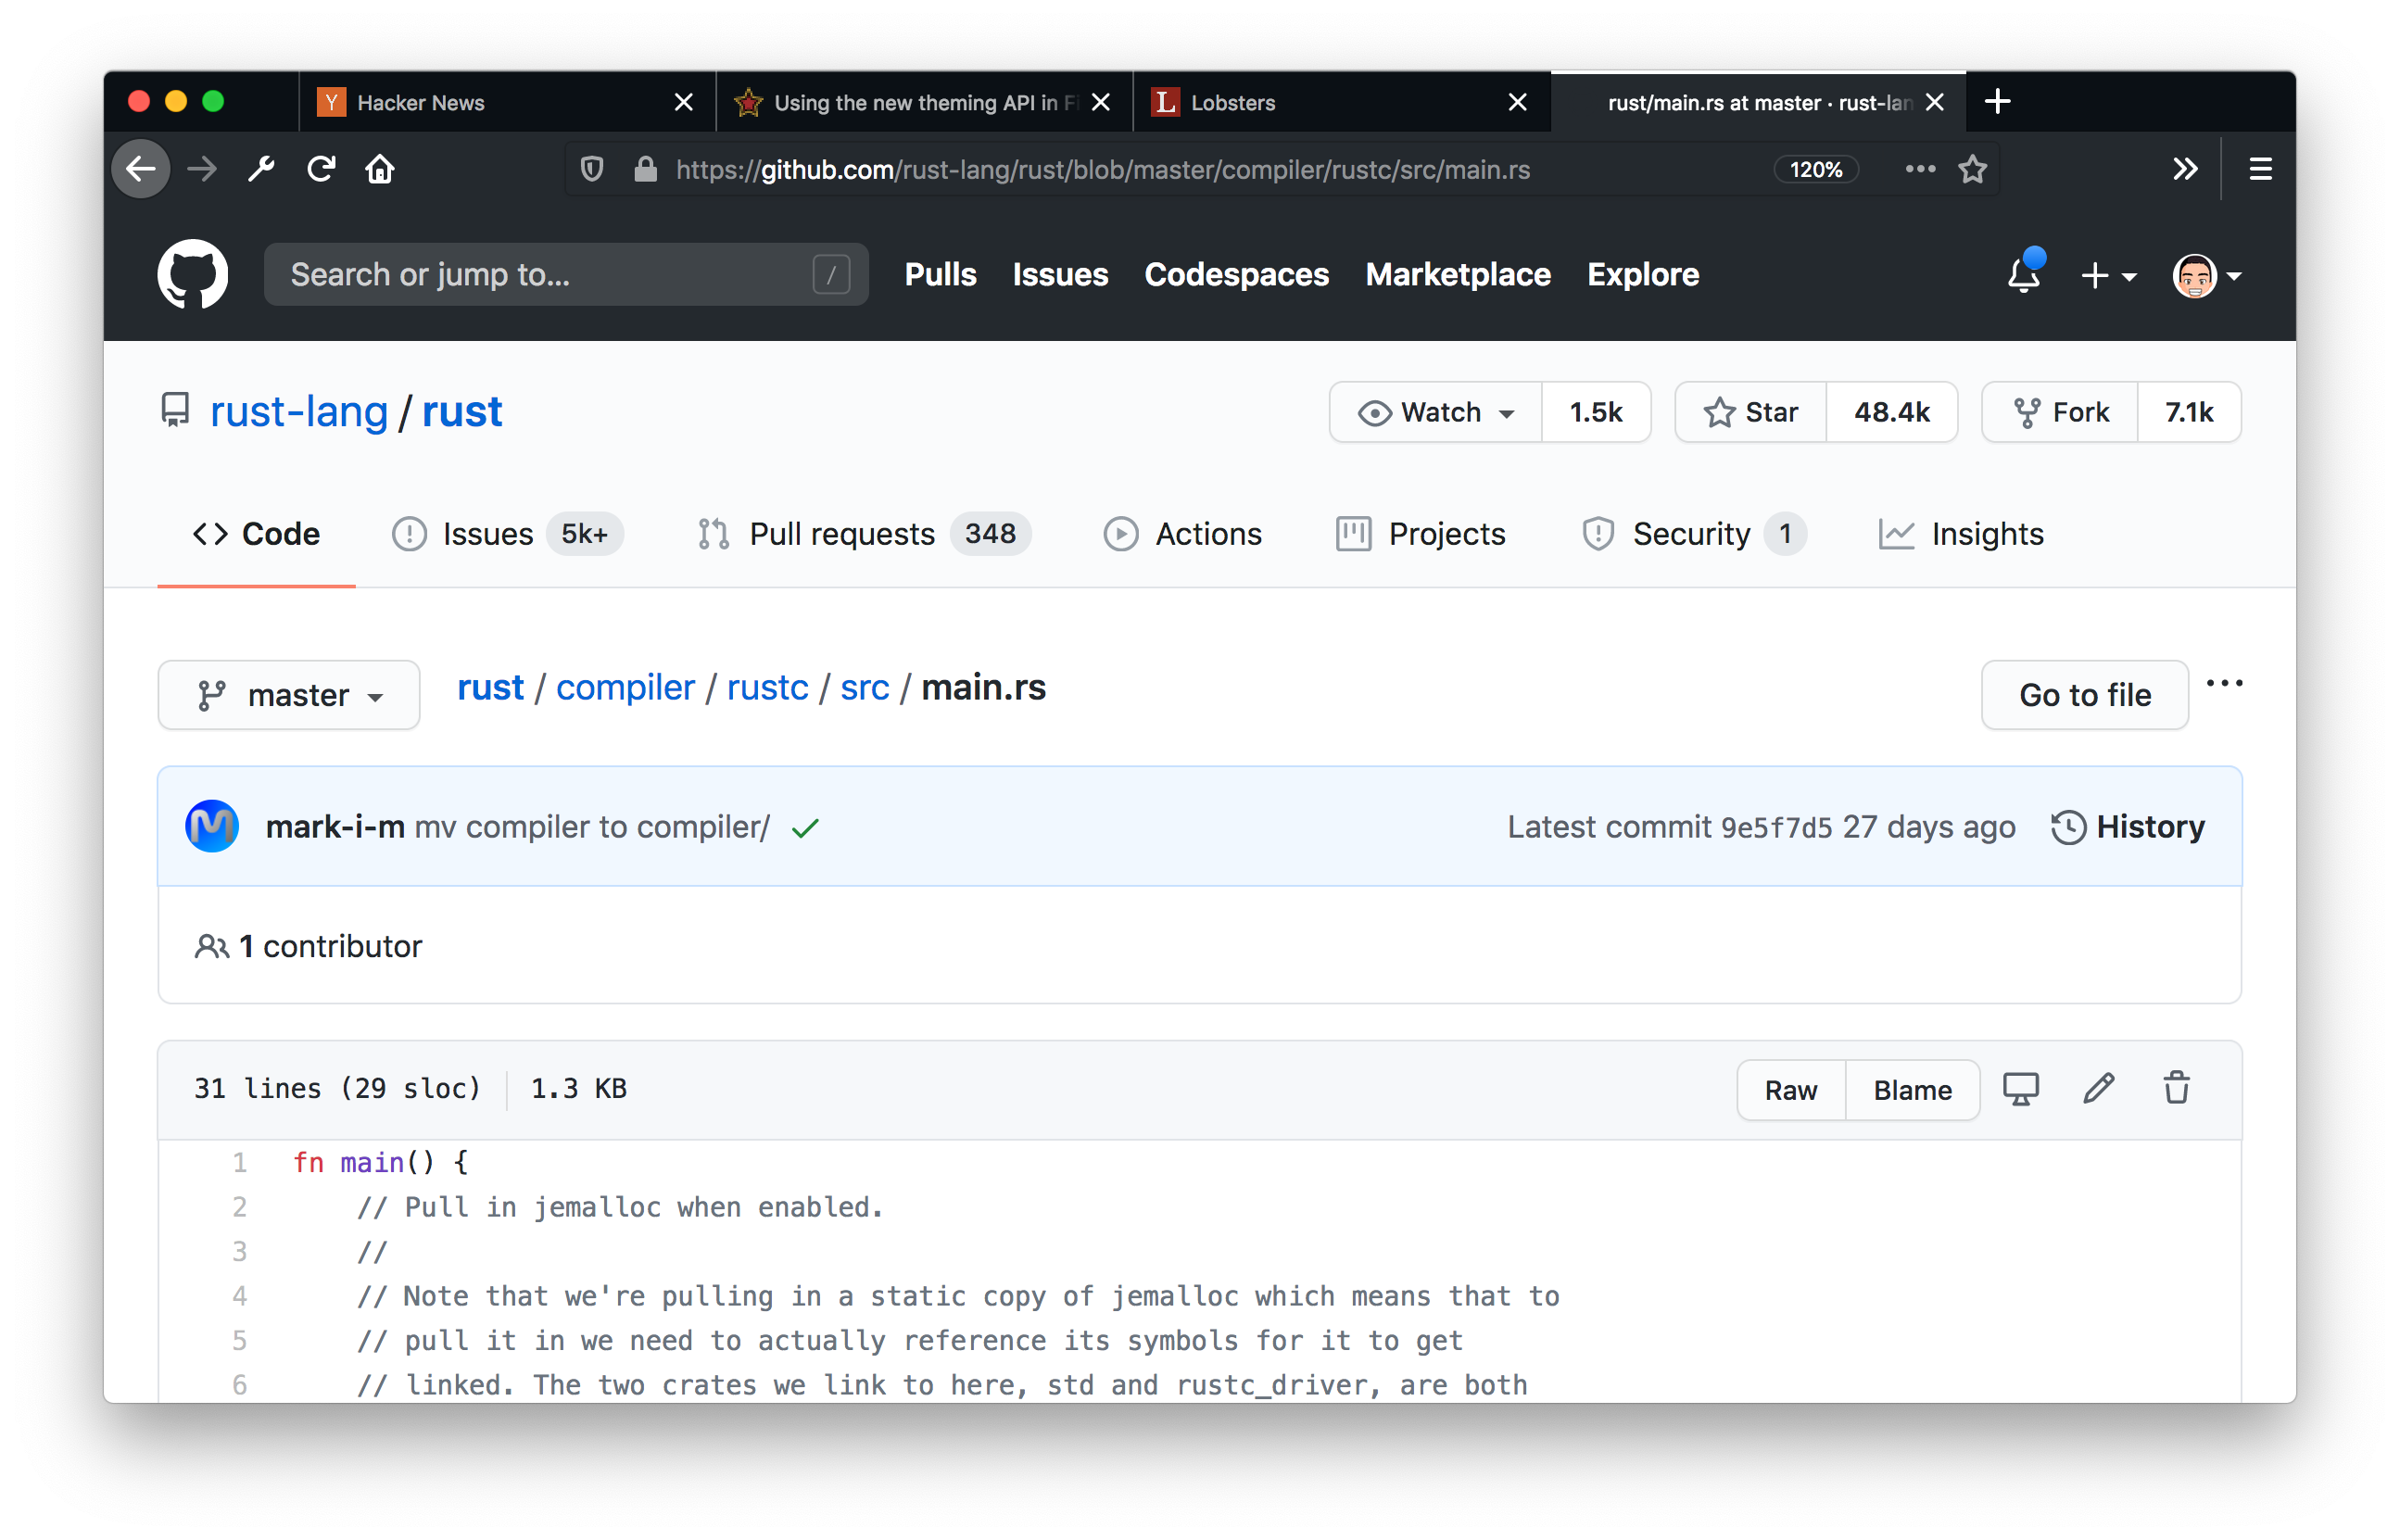 Y Hacker News
Using the new theming API in Fi
L Lobsters
rust/main.rs at master · rust-lan
https://github.com/rust-lang/rust/blob/master/compiler/rustc/src/main.rs 120%
Search or jump to... / Pulls Issues Codespaces Marketplace Explore
rust-lang / rust Watch 1.5k Star 48.4k Fork 7.1k
Code Issues 5k+ Pull requests 348 Actions Projects Security 1 Insights
master rust / compiler / rustc / src / main.rs Go to file
mark-i-m mv compiler to compiler/ Latest commit 9e5f7d5 27 days ago History
1 contributor
31 lines (29 sloc) 1.3 KB Raw Blame
1 fn main() {
2 // Pull in jemalloc when enabled.
3 //
4 // Note that we're pulling in a static copy of jemalloc which means that to
5 // pull it in we need to actually reference its symbols for it to get
6 // linked. The two crates we link to here, std and rustc_driver, are both